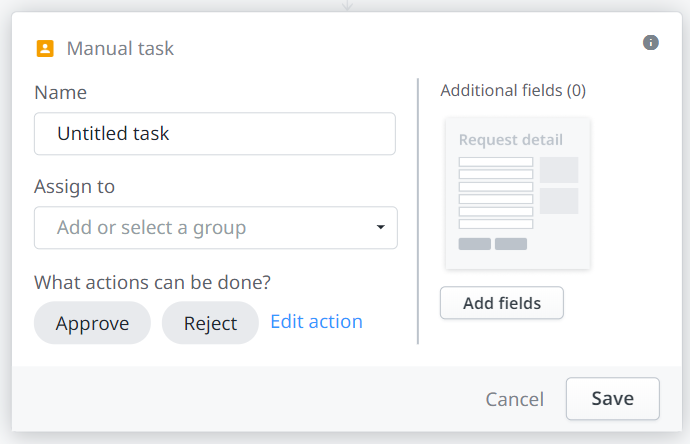 Manual task
Name
Untitled task
Assign to
Add or select a group
What actions can be done?
Approve Reject Edit action
Additional fields (0)
Request detail
Add fields
Cancel Save